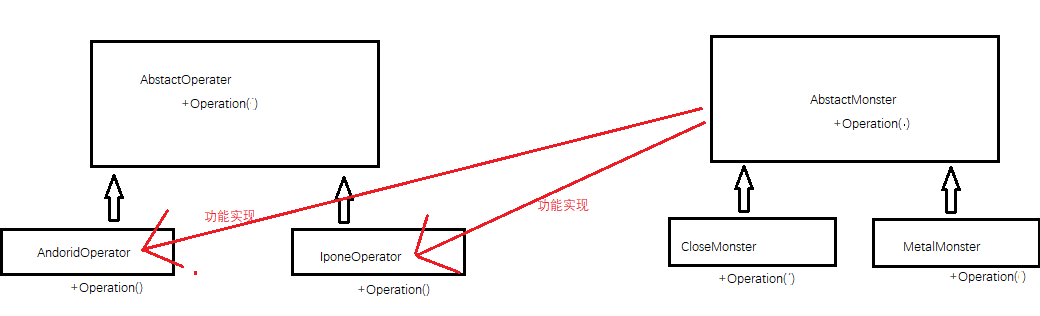 AbstactOperater
+Operation()
AbstactMonster
+Operation()
功能实现
功能实现
AndoridOperator
+Operation()
IponeOperator
+Operation()
CloseMonster
+Operation()
MetalMonster
+Operation()